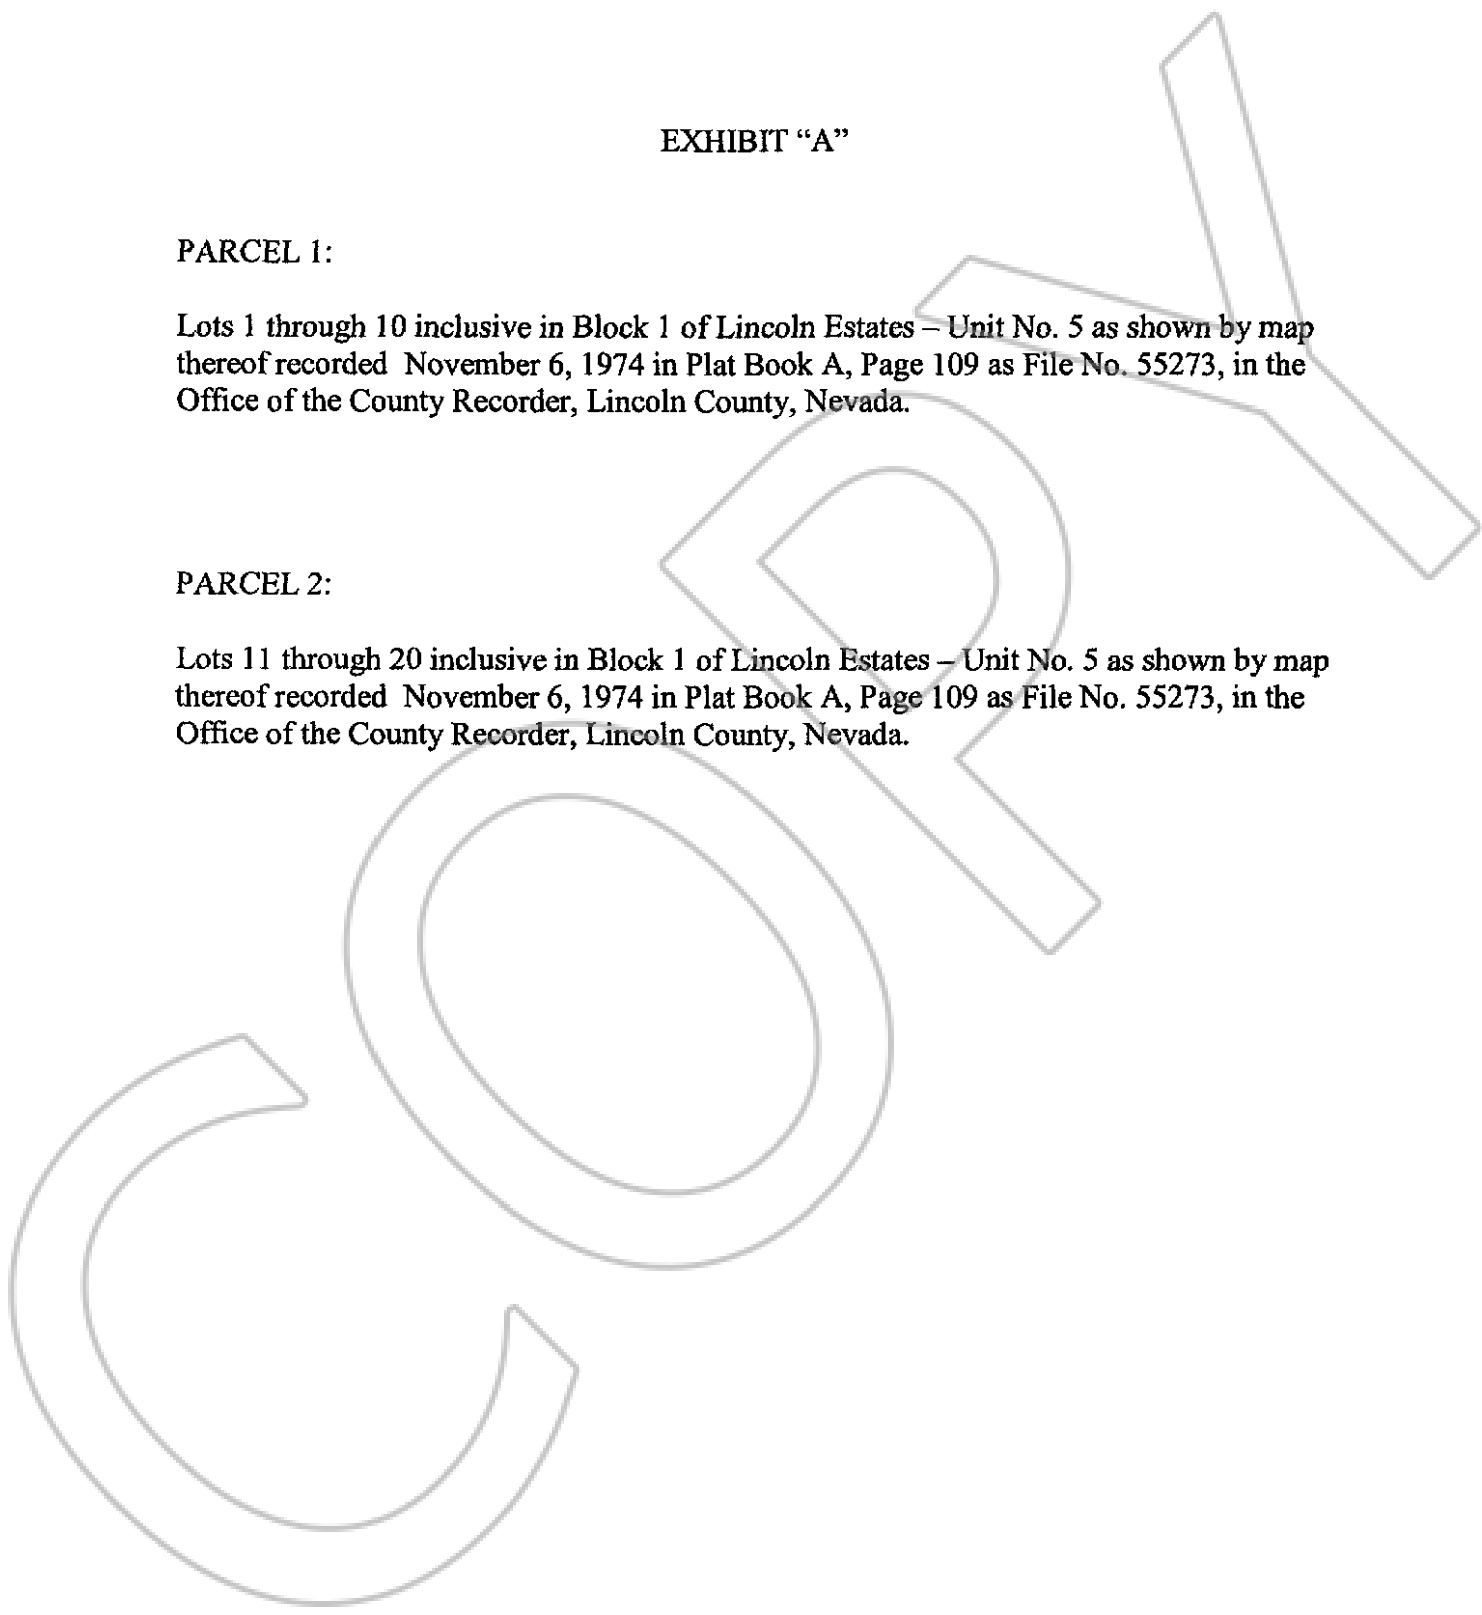 EXHIBIT “A”
PARCEL 1:
Lots 1 through 10 inclusive in Block 1 of Lincoln Estates – Unit No. 5 as shown by map
thereof recorded  November 6, 1974 in Plat Book A, Page 109 as File No. 55273, in the
Office of the County Recorder, Lincoln County, Nevada.
PARCEL 2:
Lots 11 through 20 inclusive in Block 1 of Lincoln Estates – Unit No. 5 as shown by map
thereof recorded  November 6, 1974 in Plat Book A, Page 109 as File No. 55273, in the
Office of the County Recorder, Lincoln County, Nevada.
COPY